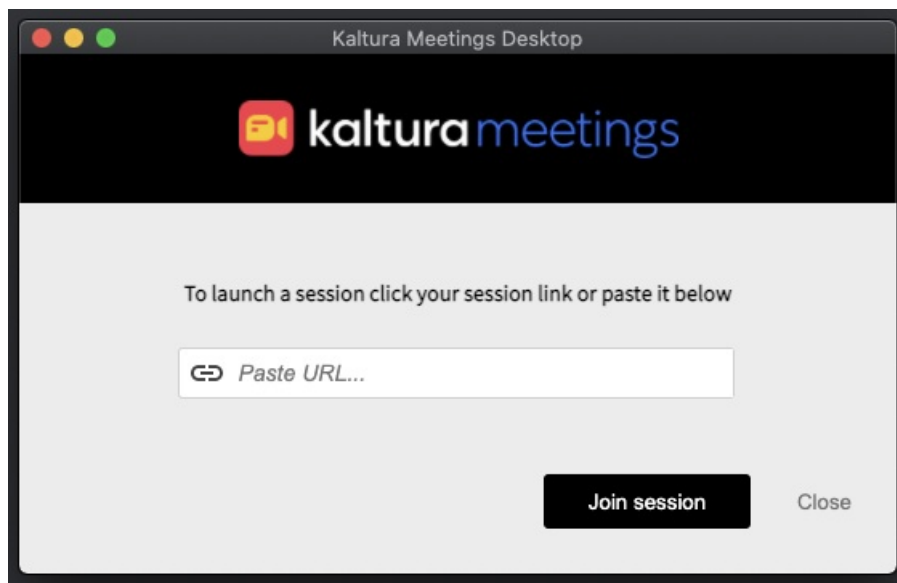 Kaltura Meetings Desktop
kaltura meetings
To launch a session click your session link or paste it below
Paste URL...
Join session
Close